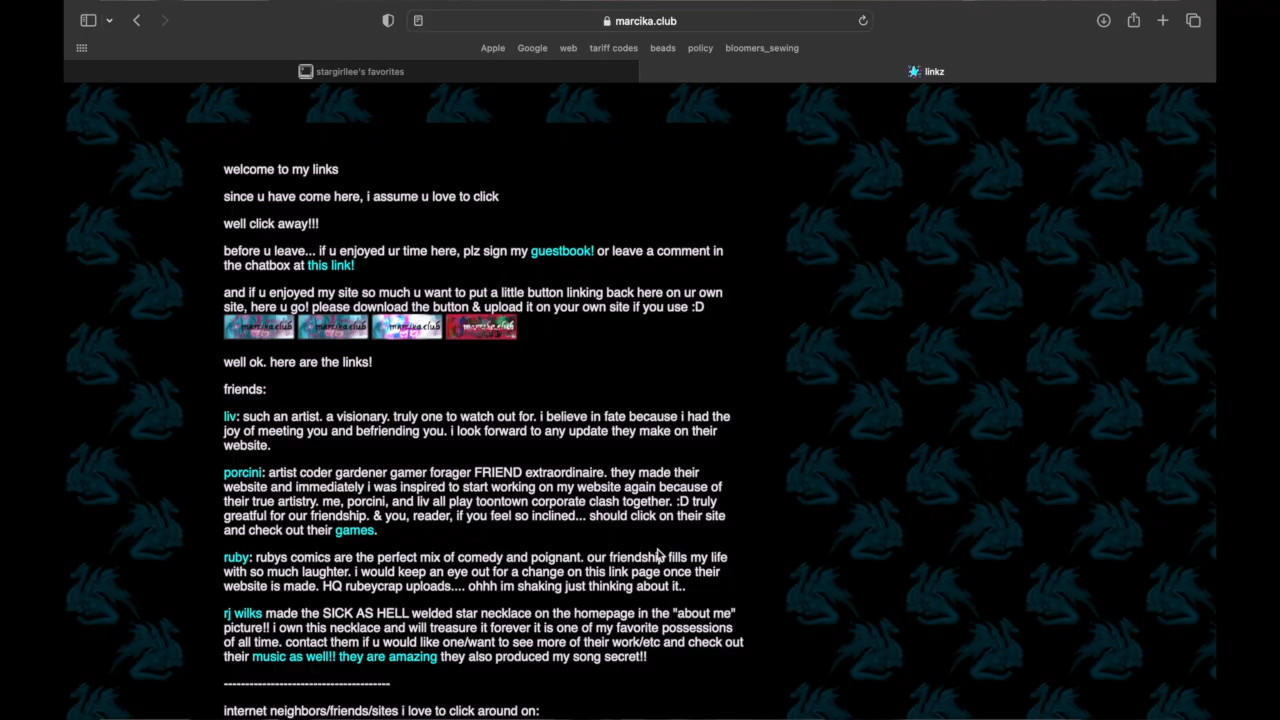 marcika.club
Apple Google web tariff codes beads policy bloomers_sewing
stargirllee's favorites
linkz
welcome to my links
since u have come here, i assume u love to click
well click away!!!
before u leave... if u enjoyed ur time here, plz sign my guestbook! or leave a comment in
the chatbox at this link!
and if u enjoyed my site so much u want to put a little button linking back here on ur own
site, here u go! please download the button & upload it on your own site if you use :D
marcika.club marcika.club marcika.club marcika.club
well ok. here are the links!
friends:
liv: such an artist. a visionary. truly one to watch out for. i believe in fate because i had the
joy of meeting you and befriending you. i look forward to any update they make on their
website.
porcini: artist coder gardener gamer forager FRIEND extraordinaire. they made their
website and immediately i was inspired to start working on my website again because of
their true artistry. me, porcini, and liv all play toontown corporate clash together. :D truly
greatful for our friendship. & you, reader, if you feel so inclined... should click on their site
and check out their games.
ruby: rubys comics are the perfect mix of comedy and poignant. our friendship fills my life
with so much laughter. i would keep an eye out for a change on this link page once their
website is made. HQ rubeycrap uploads.... ohhh im shaking just thinking about it..
rj wilks made the SICK AS HELL welded star necklace on the homepage in the "about me"
picture!! i own this necklace and will treasure it forever it is one of my favorite possessions
of all time. contact them if u would like one/want to see more of their work/etc and check out
their music as well!! they are amazing they also produced my song secret!!
---------------------------------------
internet neighbors/friends/sites i love to click around on: